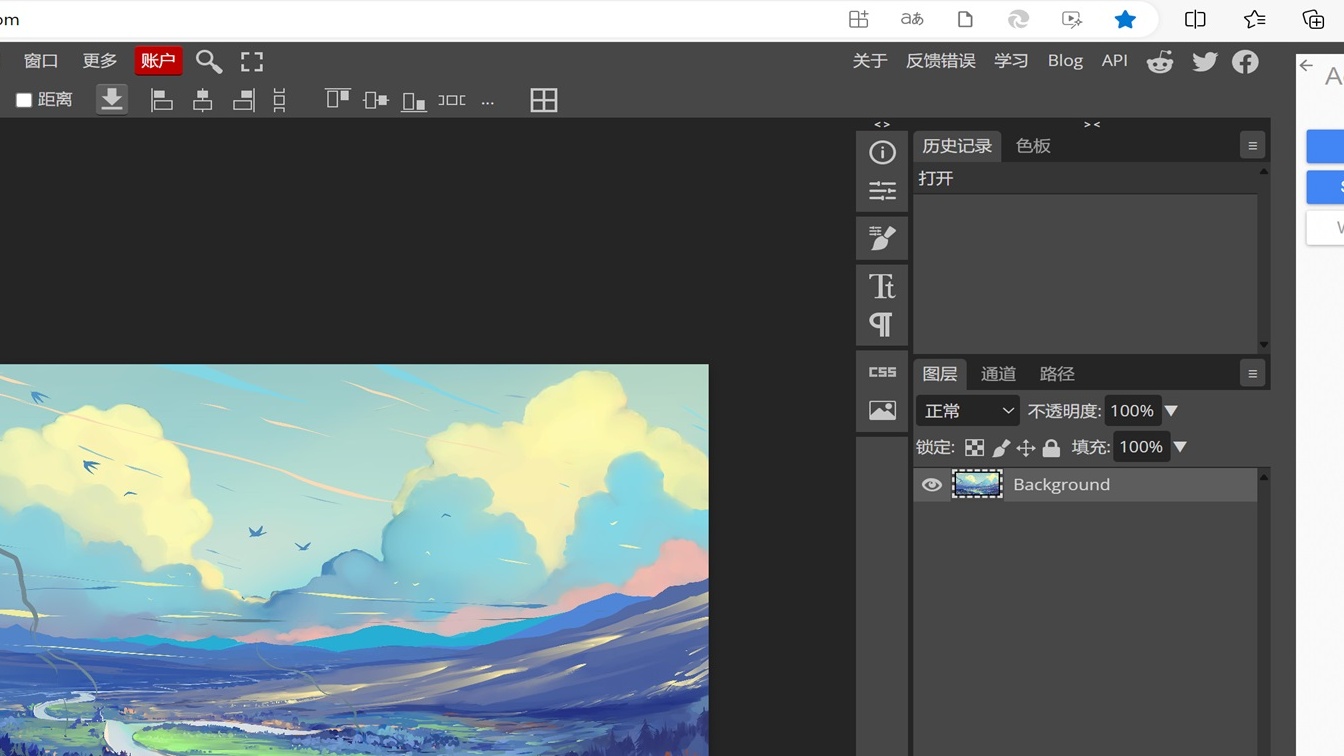 om
窗口 更多 账户 关于 反馈错误 学习 Blog API
距离 ...
历史记录 色板
打开
Tt
CSS
图层 通道 路径
正常 不透明度: 100%
锁定: 填充: 100%
Background